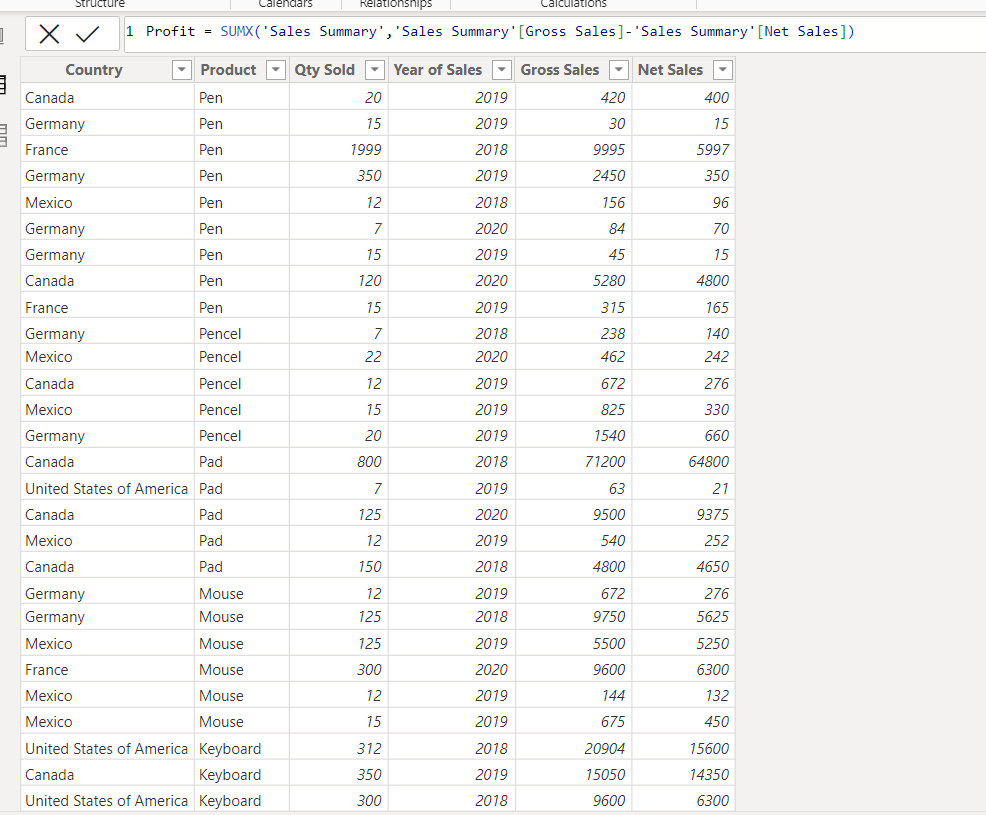 Structure Calendars Relationships Calculations
1 Profit = SUMX('Sales Summary','Sales Summary'[Gross Sales]-'Sales Summary'[Net Sales])
Country Product Qty Sold Year of Sales Gross Sales Net Sales
Canada Pen 20 2019 420 400
Germany Pen 15 2019 30 15
France Pen 1999 2018 9995 5997
Germany Pen 350 2019 2450 350
Mexico Pen 12 2018 156 96
Germany Pen 7 2020 84 70
Germany Pen 15 2019 45 15
Canada Pen 120 2020 5280 4800
France Pen 15 2019 315 165
Germany Pencel 7 2018 238 140
Mexico Pencel 22 2020 462 242
Canada Pencel 12 2019 672 276
Mexico Pencel 15 2019 825 330
Germany Pencel 20 2019 1540 660
Canada Pad 800 2018 71200 64800
United States of America Pad 7 2019 63 21
Canada Pad 125 2020 9500 9375
Mexico Pad 12 2019 540 252
Canada Pad 150 2018 4800 4650
Germany Mouse 12 2019 672 276
Germany Mouse 125 2018 9750 5625
Mexico Mouse 125 2019 5500 5250
France Mouse 300 2020 9600 6300
Mexico Mouse 12 2019 144 132
Mexico Mouse 15 2019 675 450
United States of America Keyboard 312 2018 20904 15600
Canada Keyboard 350 2019 15050 14350
United States of America Keyboard 300 2018 9600 6300